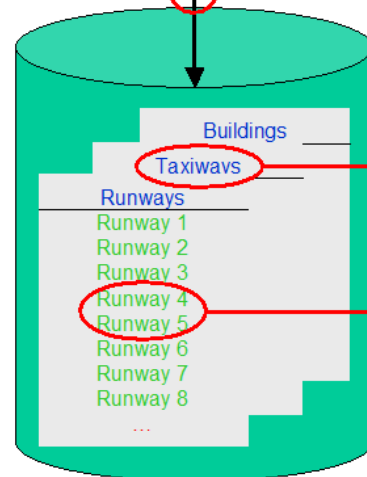 Buildings
Taxiways
Runways
Runway 1
Runway 2
Runway 3
Runway 4
Runway 5
Runway 6
Runway 7
Runway 8
...